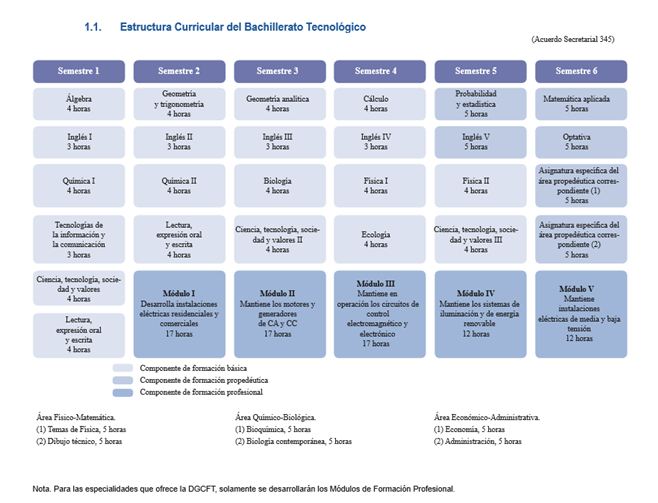 1.1. Estructura Curricular del Bachillerato Tecnológico
(Acuerdo Secretarial 345)
Semestre 1
Semestre 2
Semestre 3
Semestre 4
Semestre 5
Semestre 6
Álgebra
4 horas
Geometría
y trigonometría
4 horas
Geometría analítica
4 horas
Cálculo
4 horas
Probabilidad
y estadística
5 horas
Matemática aplicada
5 horas
Inglés I
3 horas
Inglés II
3 horas
Inglés III
3 horas
Inglés IV
3 horas
Inglés V
5 horas
Optativa
5 horas
Química I
4 horas
Química II
4 horas
Biología
4 horas
Física I
4 horas
Física II
4 horas
Asignatura específica del
área propedéutica corres-
pondiente (1)
5 horas
Tecnologías de
la información y
la comunicación
3 horas
Lectura,
expresión oral
y escrita
4 horas
Ciencia, tecnología, socie-
dad y valores II
4 horas
Ecología
4 horas
Ciencia, tecnología, socie-
dad y valores III
4 horas
Asignatura específica del
área propedéutica corres-
pondiente (2)
5 horas
Ciencia, tecnología, socie-
dad y valores
4 horas
Lectura,
expresión oral
y escrita
4 horas
Módulo I
Desarrolla instalaciones
eléctricas residenciales y
comerciales
17 horas
Módulo II
Mantiene los motores y
generadores
de CA y CC
17 horas
Módulo III
Mantiene en
operación los circuitos de
control
electromagnético y
electrónico
17 horas
Módulo IV
Mantiene los sistemas de
iluminación y de energía
renovable
12 horas
Módulo V
Mantiene
instalaciones
eléctricas de media y baja
tensión
12 horas
Componente de formación básica
Componente de formación propedéutica
Componente de formación profesional
Área Físico-Matemática.
(1) Temas de Física, 5 horas
(2) Dibujo técnico, 5 horas
Área Químico-Biológica.
(1) Bioquímica, 5 horas
(2) Biología contemporánea, 5 horas
Área Económico-Administrativa.
(1) Economía, 5 horas
(2) Administración, 5 horas
Nota. Para las especialidades que ofrece la DGCFT, solamente se desarrollarán los Módulos de Formación Profesional.